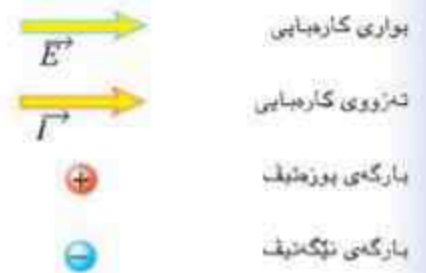 بواری کارەبایی
E→
تەزووی کارەبایی
I→
بارگەی پۆزەتیڤ
+
بارگەی نێگەتیڤ
−